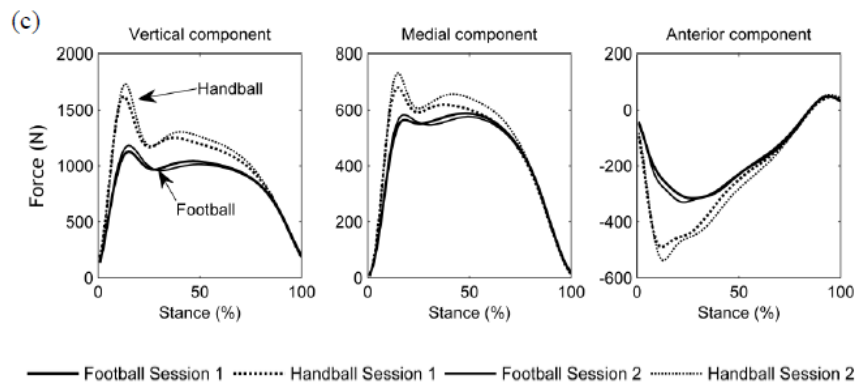 (c)
Vertical component
Medial component
Anterior component
Force (N)
2000
1500
1000
500
0
Handball
Football
0
50
100
Stance (%)
800
600
400
200
0
0
50
100
Stance (%)
200
0
-200
-400
-600
0
50
100
Stance (%)
Football Session 1 Handball Session 1 Football Session 2 Handball Session 2